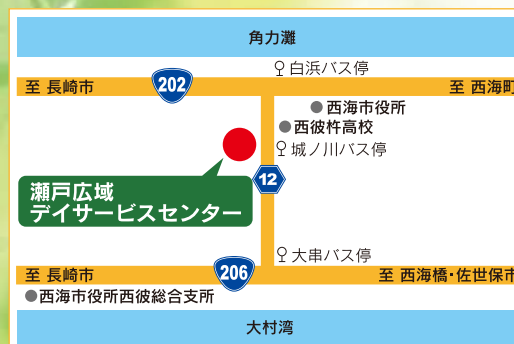 角力灘
白浜バス停
至 長崎市
202
至 西海町
西海市役所
西彼杵高校
城ノ川バス停
12
瀬戸広域
デイサービスセンター
大串バス停
至 長崎市
206
至 西海橋・佐世保市
西海市役所西彼総合支所
大村湾